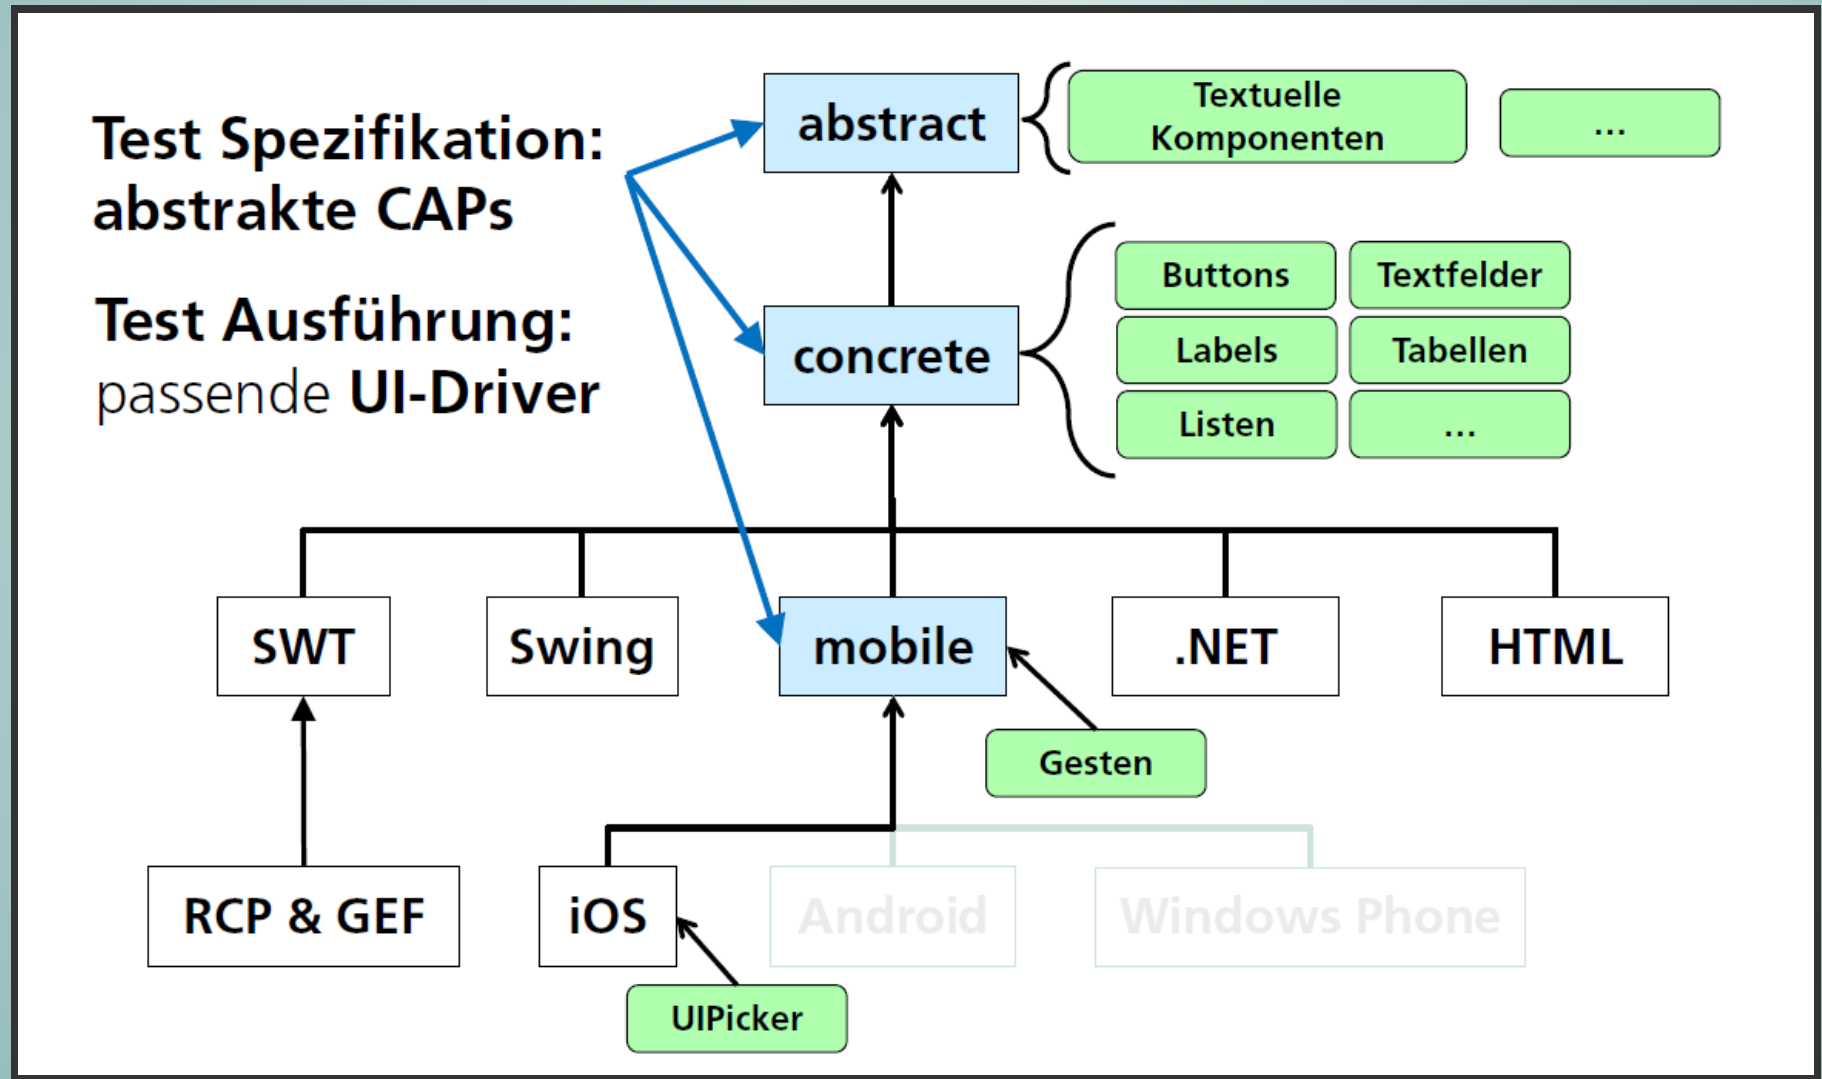 Test Spezifikation:
abstrakte CAPs
Test Ausführung:
passende UI-Driver
abstract
Textuelle
Komponenten
...
concrete
Buttons
Textfelder
Labels
Tabellen
Listen
...
SWT
Swing
mobile
.NET
HTML
Gesten
RCP & GEF
iOS
Android
Windows Phone
UIPicker